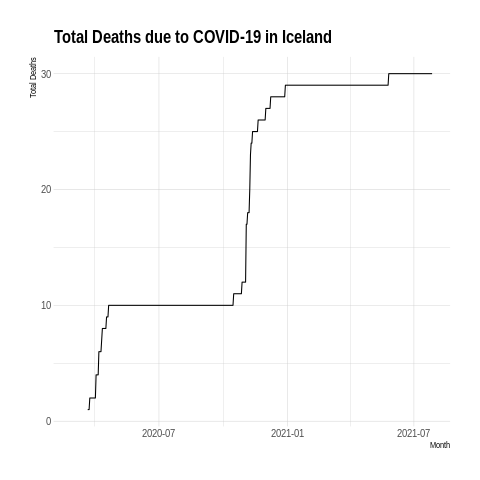 Total Deaths due to COVID-19 in Iceland
Total Deaths
30
20
10
0
2020-07
2021-01
2021-07
Month